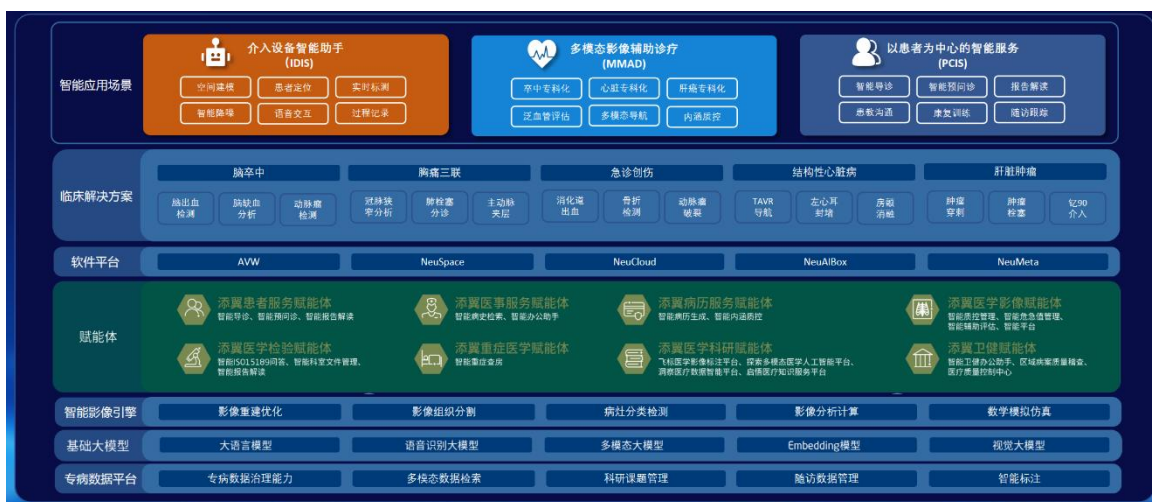 智能应用场景
介入设备智能助手
(IDIS)
空间建模 患者定位 实时标测
智能降噪 语音交互 过程记录
多模态影像辅助诊疗
(MMAD)
卒中专科化 心脏专科化 肝癌专科化
泛血管评估 多模态导航 内涵质控
以患者为中心的智能服务
(PCIS)
智能导诊 智能预问诊 报告解读
患教沟通 康复训练 随访跟踪
临床解决方案
脑卒中 胸痛三联 急诊创伤 结构性心脏病 肝脏肿瘤
脑出血检测 脑缺血分析 动脉瘤检测 冠脉狭窄分析 肺栓塞分诊 主动脉夹层 消化道出血 骨折检测 动脉瘤破裂 TAVR导航 左心耳封堵 房颤消融 肿瘤穿刺 肿瘤栓塞 钇90介入
软件平台
AVW NeuSpace NeuCloud NeuAIBox NeuMeta
赋能体
添翼患者服务赋能体
智能导诊、智能预问诊、智能报告解读
添翼医事服务赋能体
智能病史检索、智能办公助手
添翼病历服务赋能体
智能病历生成、智能内涵质控
添翼医学影像赋能体
智能质控管理、智能危急值管理、
智能辅助评估、智能平台
添翼医学检验赋能体
智能ISO15189问答、智能科室文件管理、
智能报告解读
添翼重症医学赋能体
智能重症查房
添翼医学科研赋能体
飞标医学影像标注平台、探索多模态医学人工智能平台、
洞察医疗数据智能平台、启悟医疗知识服务平台
添翼卫健赋能体
智能卫健办公助手、区域病案质量稽查、
医疗质量控制中心
智能影像引擎
影像重建优化 影像组织分割 病灶分类检测 影像分析计算 数学模拟仿真
基础大模型
大语言模型 语音识别大模型 多模态大模型 Embedding模型 视觉大模型
专病数据平台
专病数据治理能力 多模态数据检索 科研课题管理 随访数据管理 智能标注